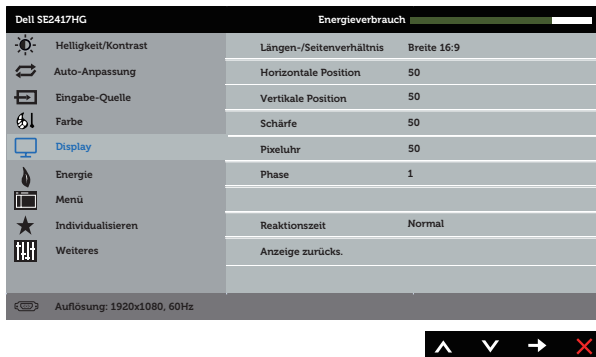 Dell SE2417HG Energieverbrauch
Helligkeit/Kontrast Längen-/Seitenverhältnis Breite 16:9
Auto-Anpassung Horizontale Position 50
Eingabe-Quelle Vertikale Position 50
Farbe Schärfe 50
Display Pixeluhr 50
Energie Phase 1
Menü
Individualisieren Reaktionszeit Normal
Weiteres Anzeige zurücks.
Auflösung: 1920x1080, 60Hz